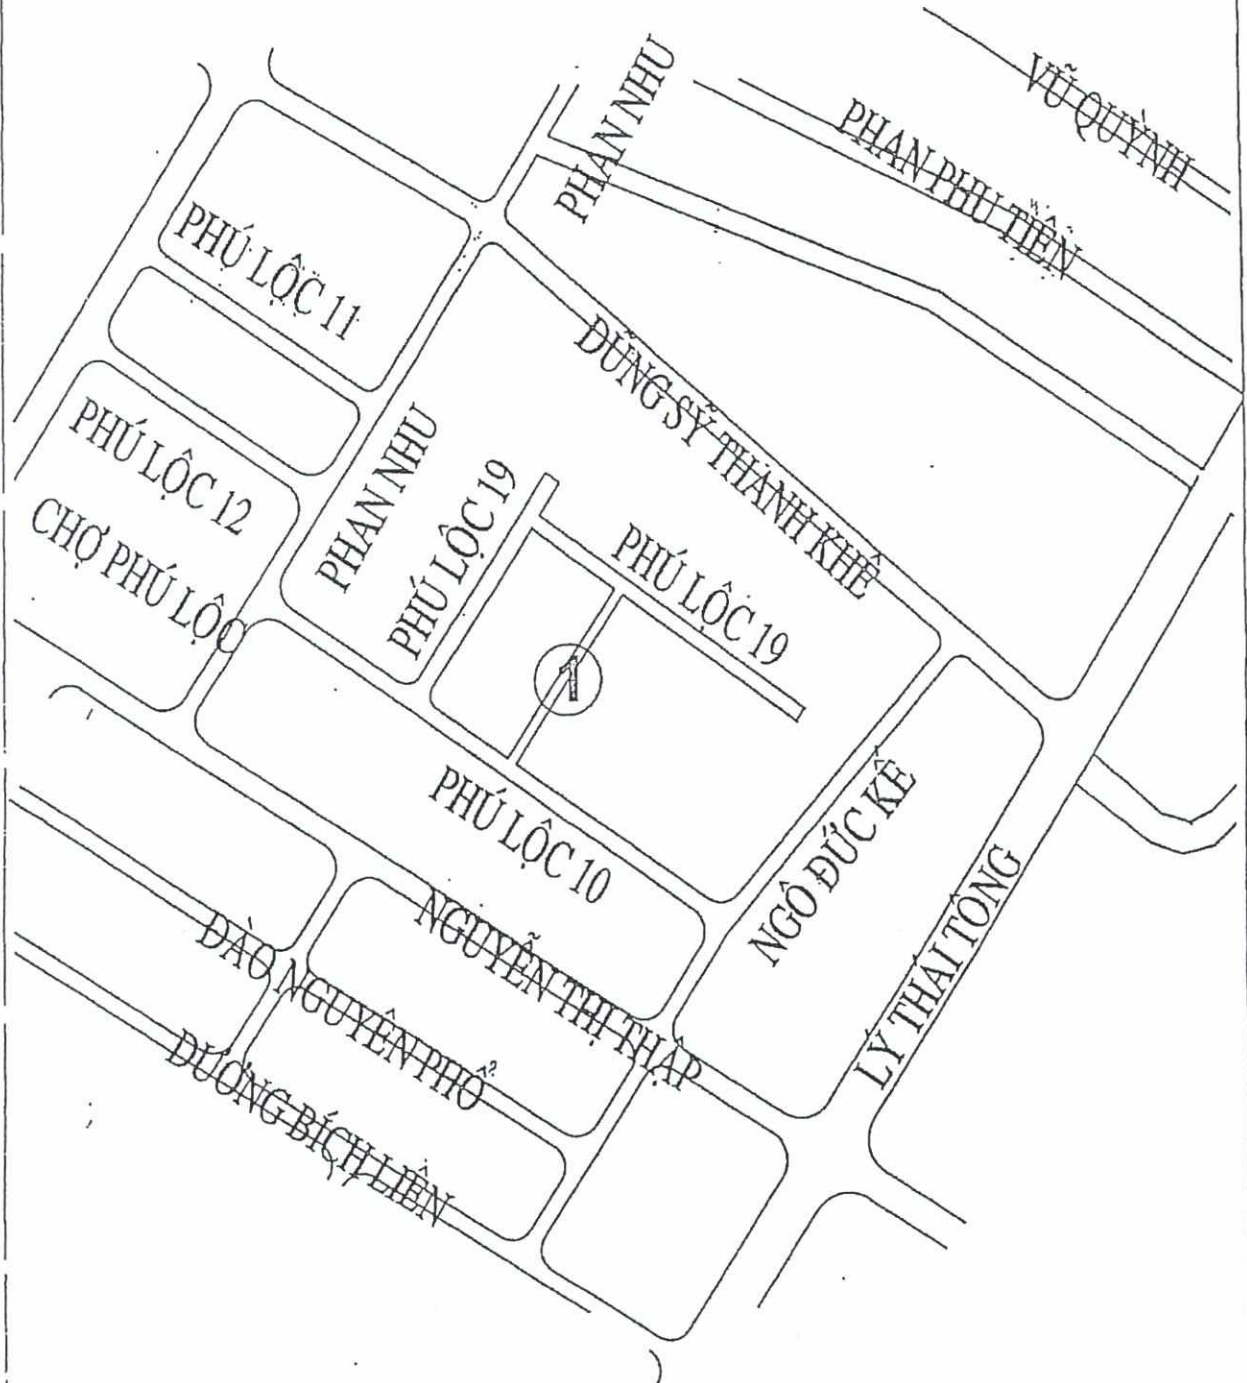 VŨ QUỲNH
PHAN NHU
PHAN PHU TIÊN
PHÚ LỘC 11
DŨNG SỸ THANH KHÊ
PHÚ LỘC 12
PHAN NHU
PHÚ LỘC 19
CHỢ PHÚ LỘC
PHÚ LỘC 19
1
PHÚ LỘC 10
NGÔ ĐỨC KẾ
LÝ THÁI TÔNG
NGUYỄN THỊ THẬP
ĐÀO NGUYÊN PHỔ
DƯƠNG BÍCH LIÊN